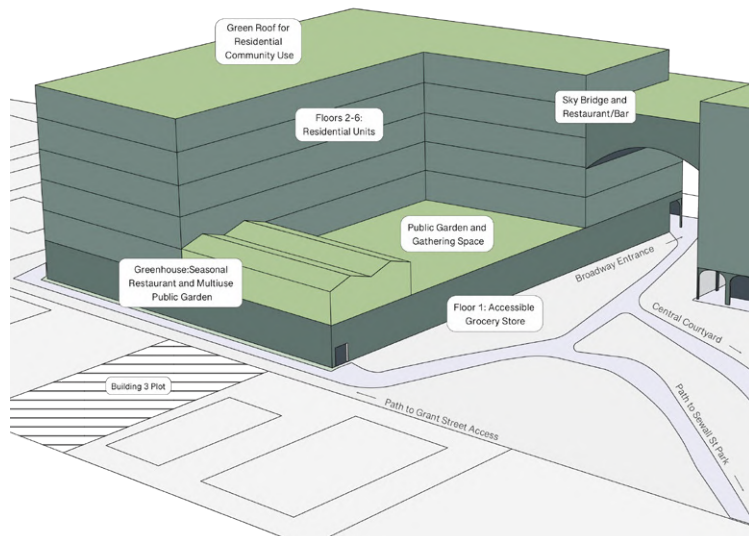 Green Roof for
Residential
Community Use
Floors 2-6:
Residential Units
Sky Bridge and
Restaurant/Bar
Public Garden and
Gathering Space
Greenhouse:Seasonal
Restaurant and Multiuse
Public Garden
Broadway Entrance
Floor 1: Accessible
Grocery Store
Central Courtyard
Building 3 Plot
Path to Grant Street Access
Path to Sewall St Park